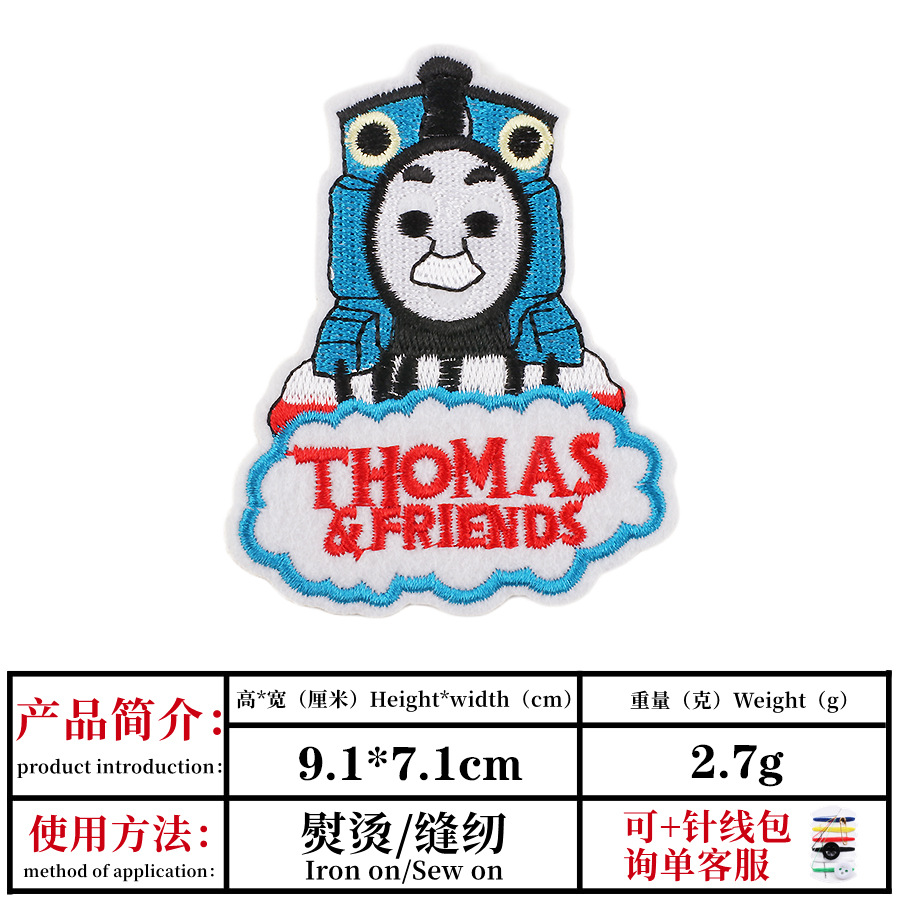 THOMAS
& FRIENDS
产品简介：
product introduction：
高*宽（厘米）Height*width（cm）
重量（克）Weight（g）
9.1*7.1cm
2.7g
使用方法：
method of application：
熨烫/缝纫
Iron on/Sew on
可+针线包
询单客服